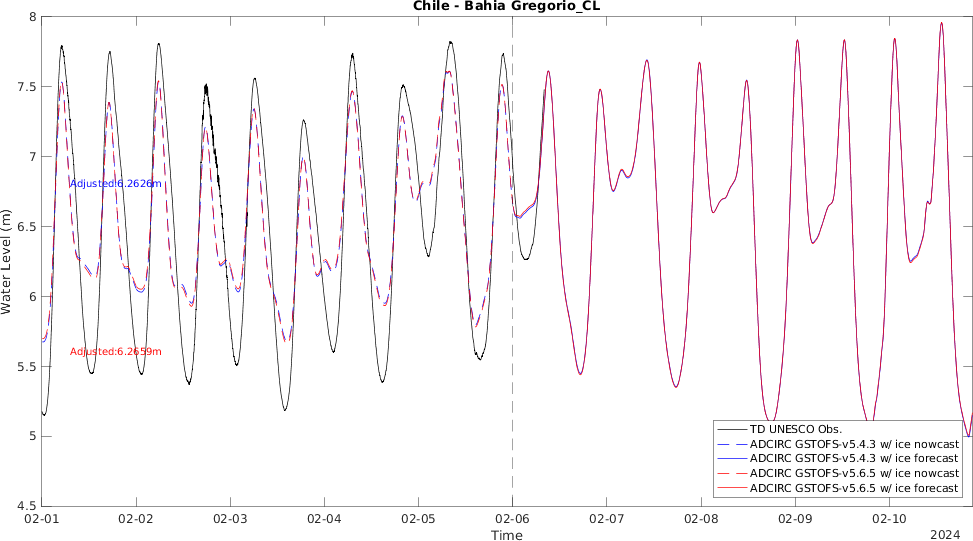 Chile - Bahia Gregorio_CL
8
7.5
7
6.5
6
5.5
5
4.5
Water Level (m)
Adjusted:6.2626m
Adjusted:6.2659m
TD UNESCO Obs.
ADCIRC GSTOFS-v5.4.3 w/ ice nowcast
ADCIRC GSTOFS-v5.4.3 w/ ice forecast
ADCIRC GSTOFS-v5.6.5 w/ ice nowcast
ADCIRC GSTOFS-v5.6.5 w/ ice forecast
02-01 02-02 02-03 02-04 02-05 02-06 02-07 02-08 02-09 02-10
Time
2024